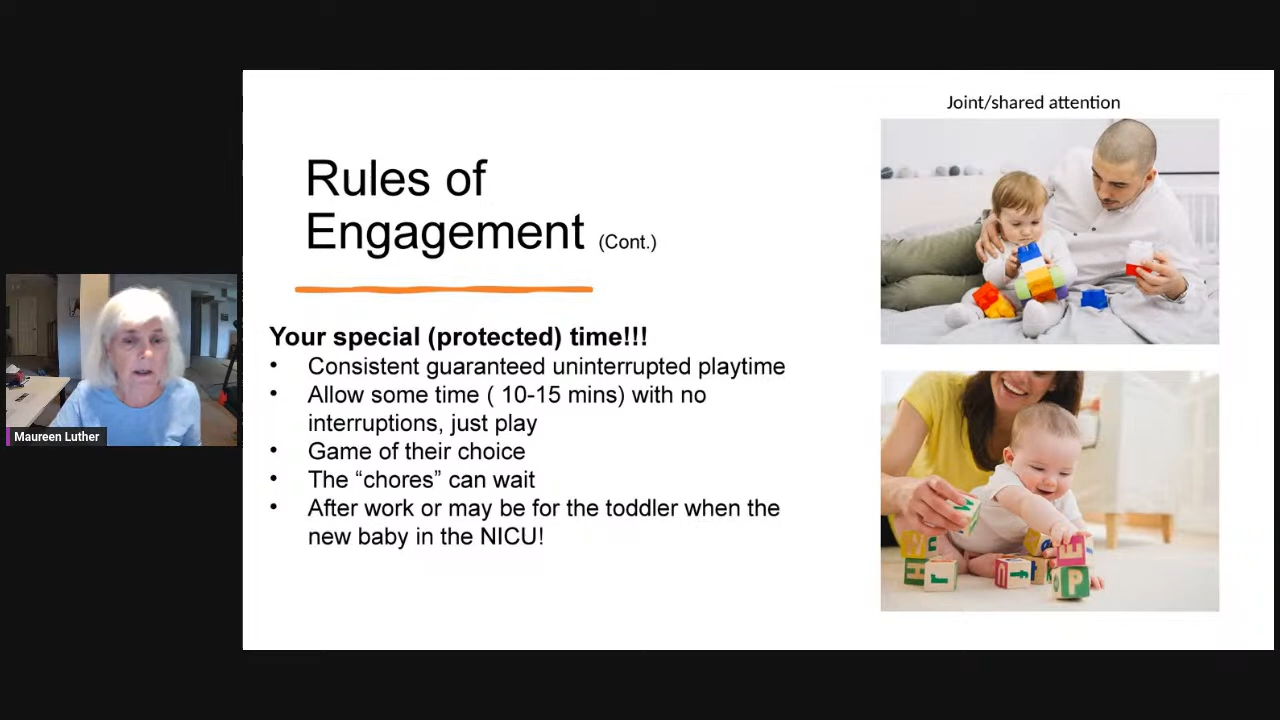 Joint/shared attention
Rules of
Engagement (Cont.)
Your special (protected) time!!!
• Consistent guaranteed uninterrupted playtime
• Allow some time ( 10-15 mins) with no
interruptions, just play
• Game of their choice
• The “chores” can wait
• After work or may be for the toddler when the
new baby in the NICU!
Maureen Luther
E
H
P